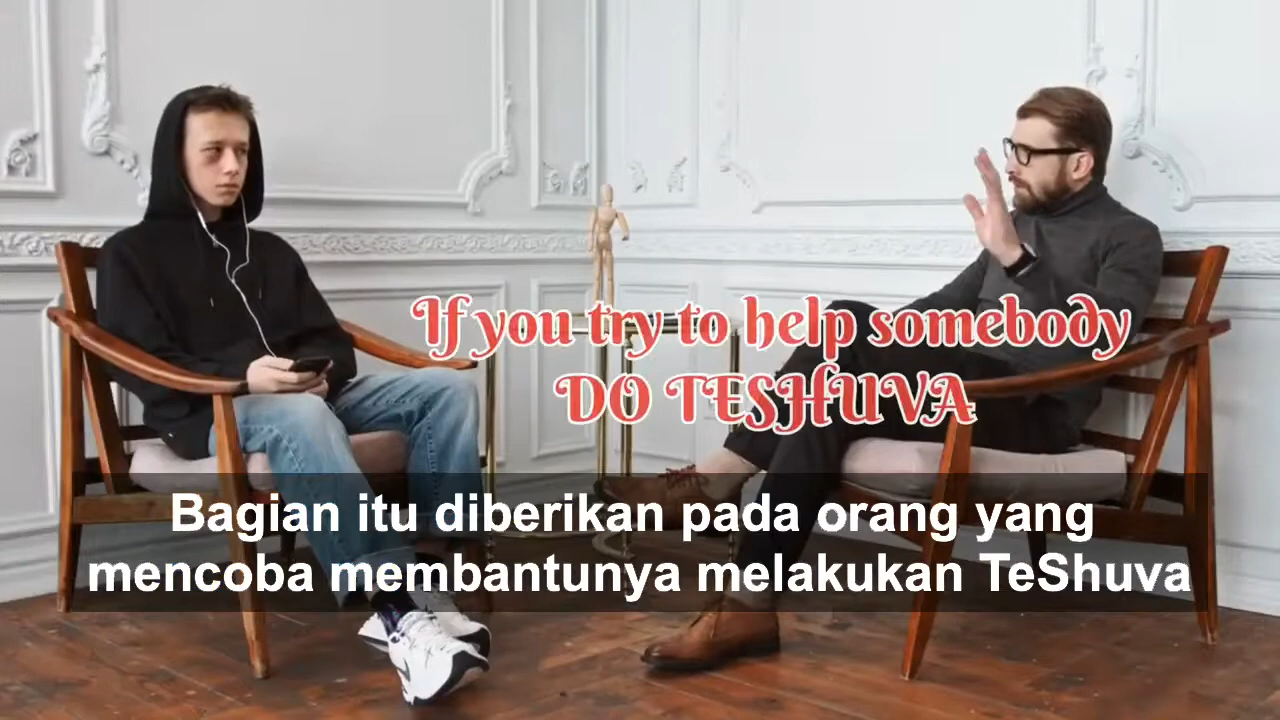 If you try to help somebody
DO TESHUVA
Bagian itu diberikan pada orang yang
mencoba membantunya melakukan TeShuva